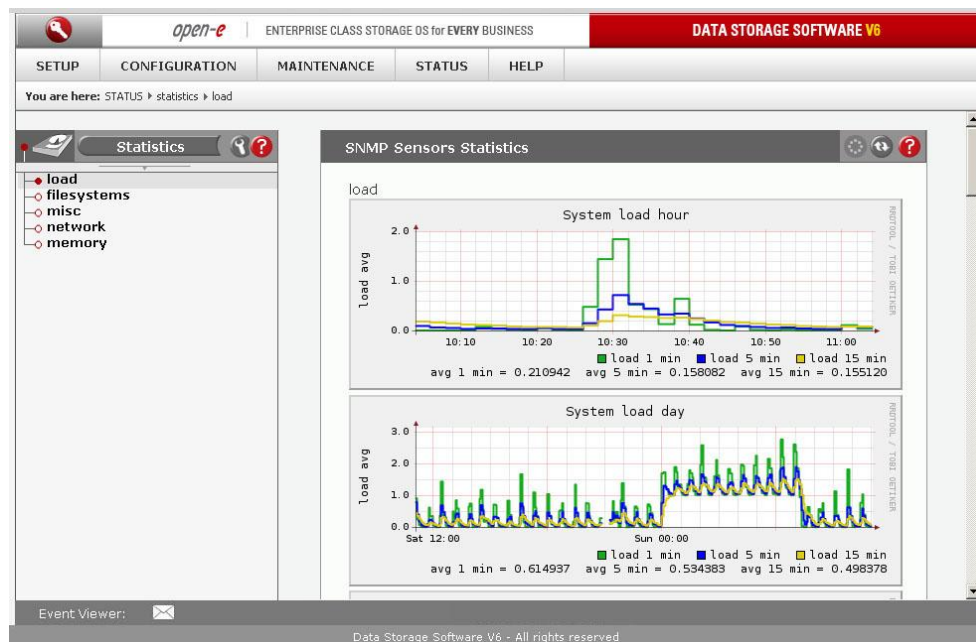 open-e
ENTERPRISE CLASS STORAGE OS for EVERY BUSINESS
DATA STORAGE SOFTWARE V6
SETUP CONFIGURATION MAINTENANCE STATUS HELP
You are here: STATUS statistics load
Statistics
load
filesystems
misc
network
memory
SNMP Sensors Statistics
load
System load hour
RRDTOOL / TOBI OETIKER
load avg
2.0
1.0
0.0
10:10 10:20 10:30 10:40 10:50 11:00
load 1 min load 5 min load 15 min
avg 1 min = 0.210942 avg 5 min = 0.158082 avg 15 min = 0.155120
System load day
RRDTOOL / TOBI OETIKER
load avg
3.0
2.0
1.0
0.0
Sat 12:00 Sun 00:00
load 1 min load 5 min load 15 min
avg 1 min = 0.614937 avg 5 min = 0.534383 avg 15 min = 0.498378
Event Viewer:
Data Storage Software V6 - All rights reserved